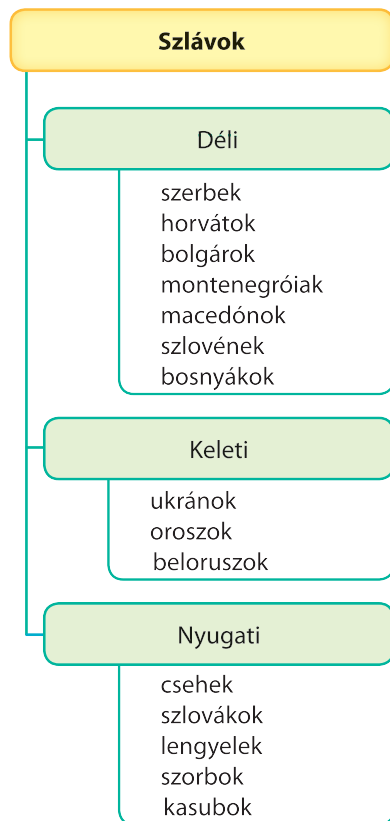 Szlávok
Déli
szerbek
horvátok
bolgárok
montenegróiak
macedónok
szlovének
bosnyákok
Keleti
ukránok
oroszok
beloruszok
Nyugati
csehek
szlovákok
lengyelek
szorbok
kasubok